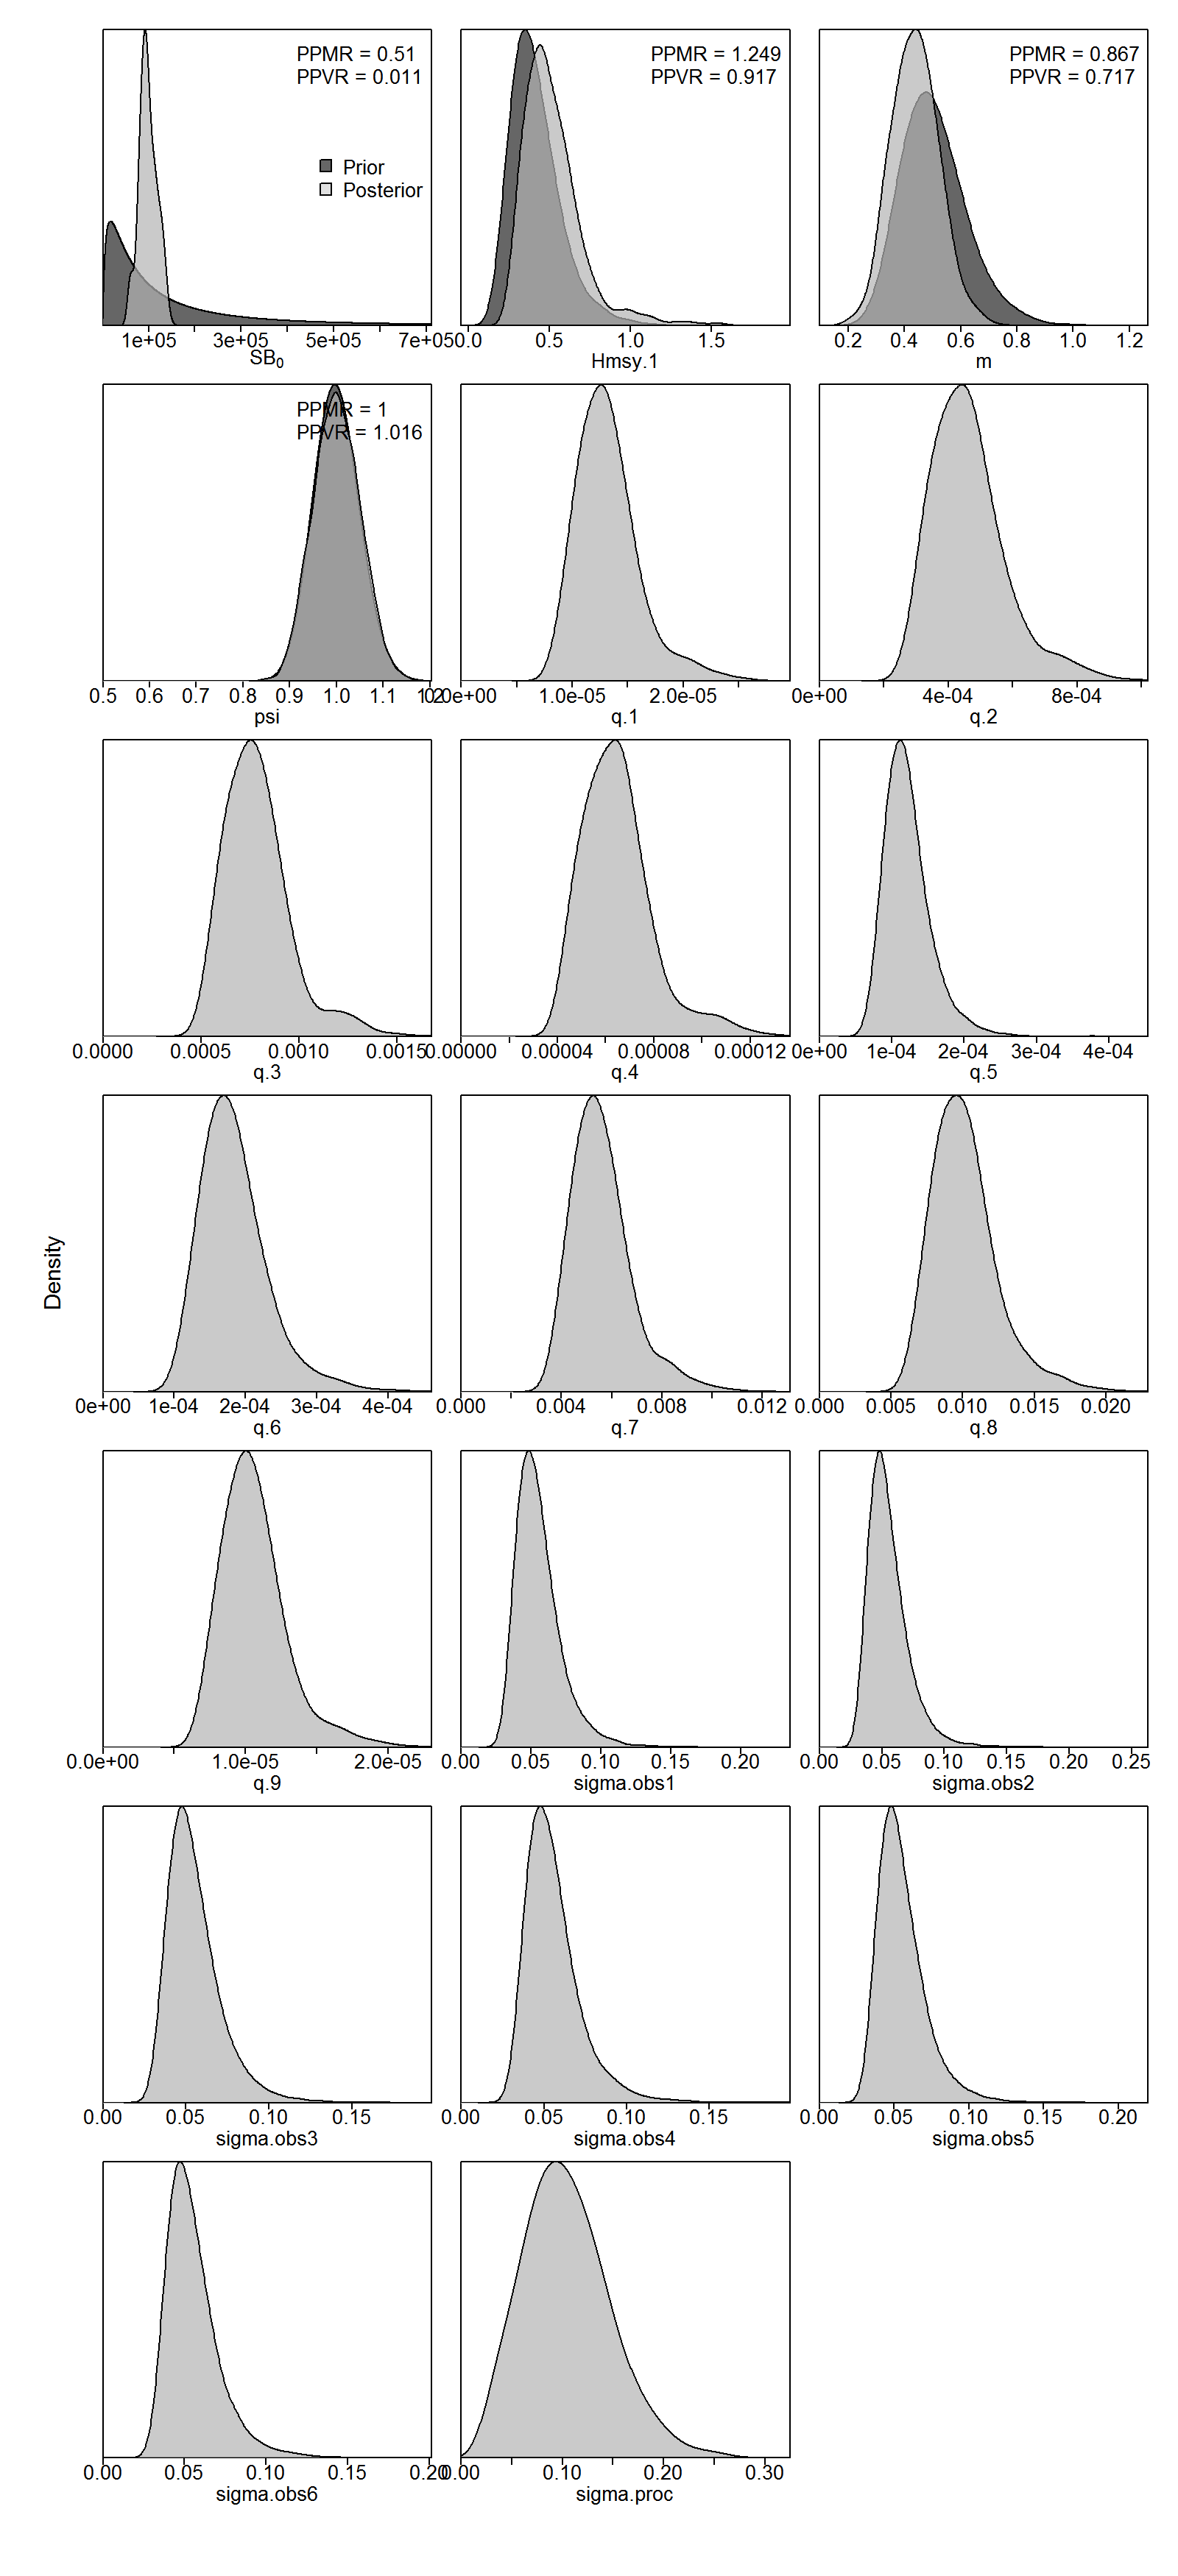 PPMR = 0.51
PPVR = 0.011
Prior
Posterior
1e+05 3e+05 5e+05 7e+05
SB0
PPMR = 1.249
PPVR = 0.917
0.0 0.5 1.0 1.5
Hmsy.1
PPMR = 0.867
PPVR = 0.717
0.2 0.4 0.6 0.8 1.0 1.2
m
PPMR = 1
PPVR = 1.016
0.5 0.6 0.7 0.8 0.9 1.0 1.1 1.2
psi
0.0e+00 1.0e-05 2.0e-05
q.1
0e+00 4e-04 8e-04
q.2
0.0000 0.0005 0.0010 0.0015
q.3
0.00000 0.00004 0.00008 0.00012
q.4
0e+00 1e-04 2e-04 3e-04 4e-04
q.5
Density
0e+00 1e-04 2e-04 3e-04 4e-04
q.6
0.000 0.004 0.008 0.012
q.7
0.000 0.005 0.010 0.015 0.020
q.8
0.0e+00 1.0e-05 2.0e-05
q.9
0.00 0.05 0.10 0.15 0.20
sigma.obs1
0.00 0.05 0.10 0.15 0.20 0.25
sigma.obs2
0.00 0.05 0.10 0.15
sigma.obs3
0.00 0.05 0.10 0.15
sigma.obs4
0.00 0.05 0.10 0.15 0.20
sigma.obs5
0.00 0.05 0.10 0.15 0.20
sigma.obs6
0.00 0.10 0.20 0.30
sigma.proc